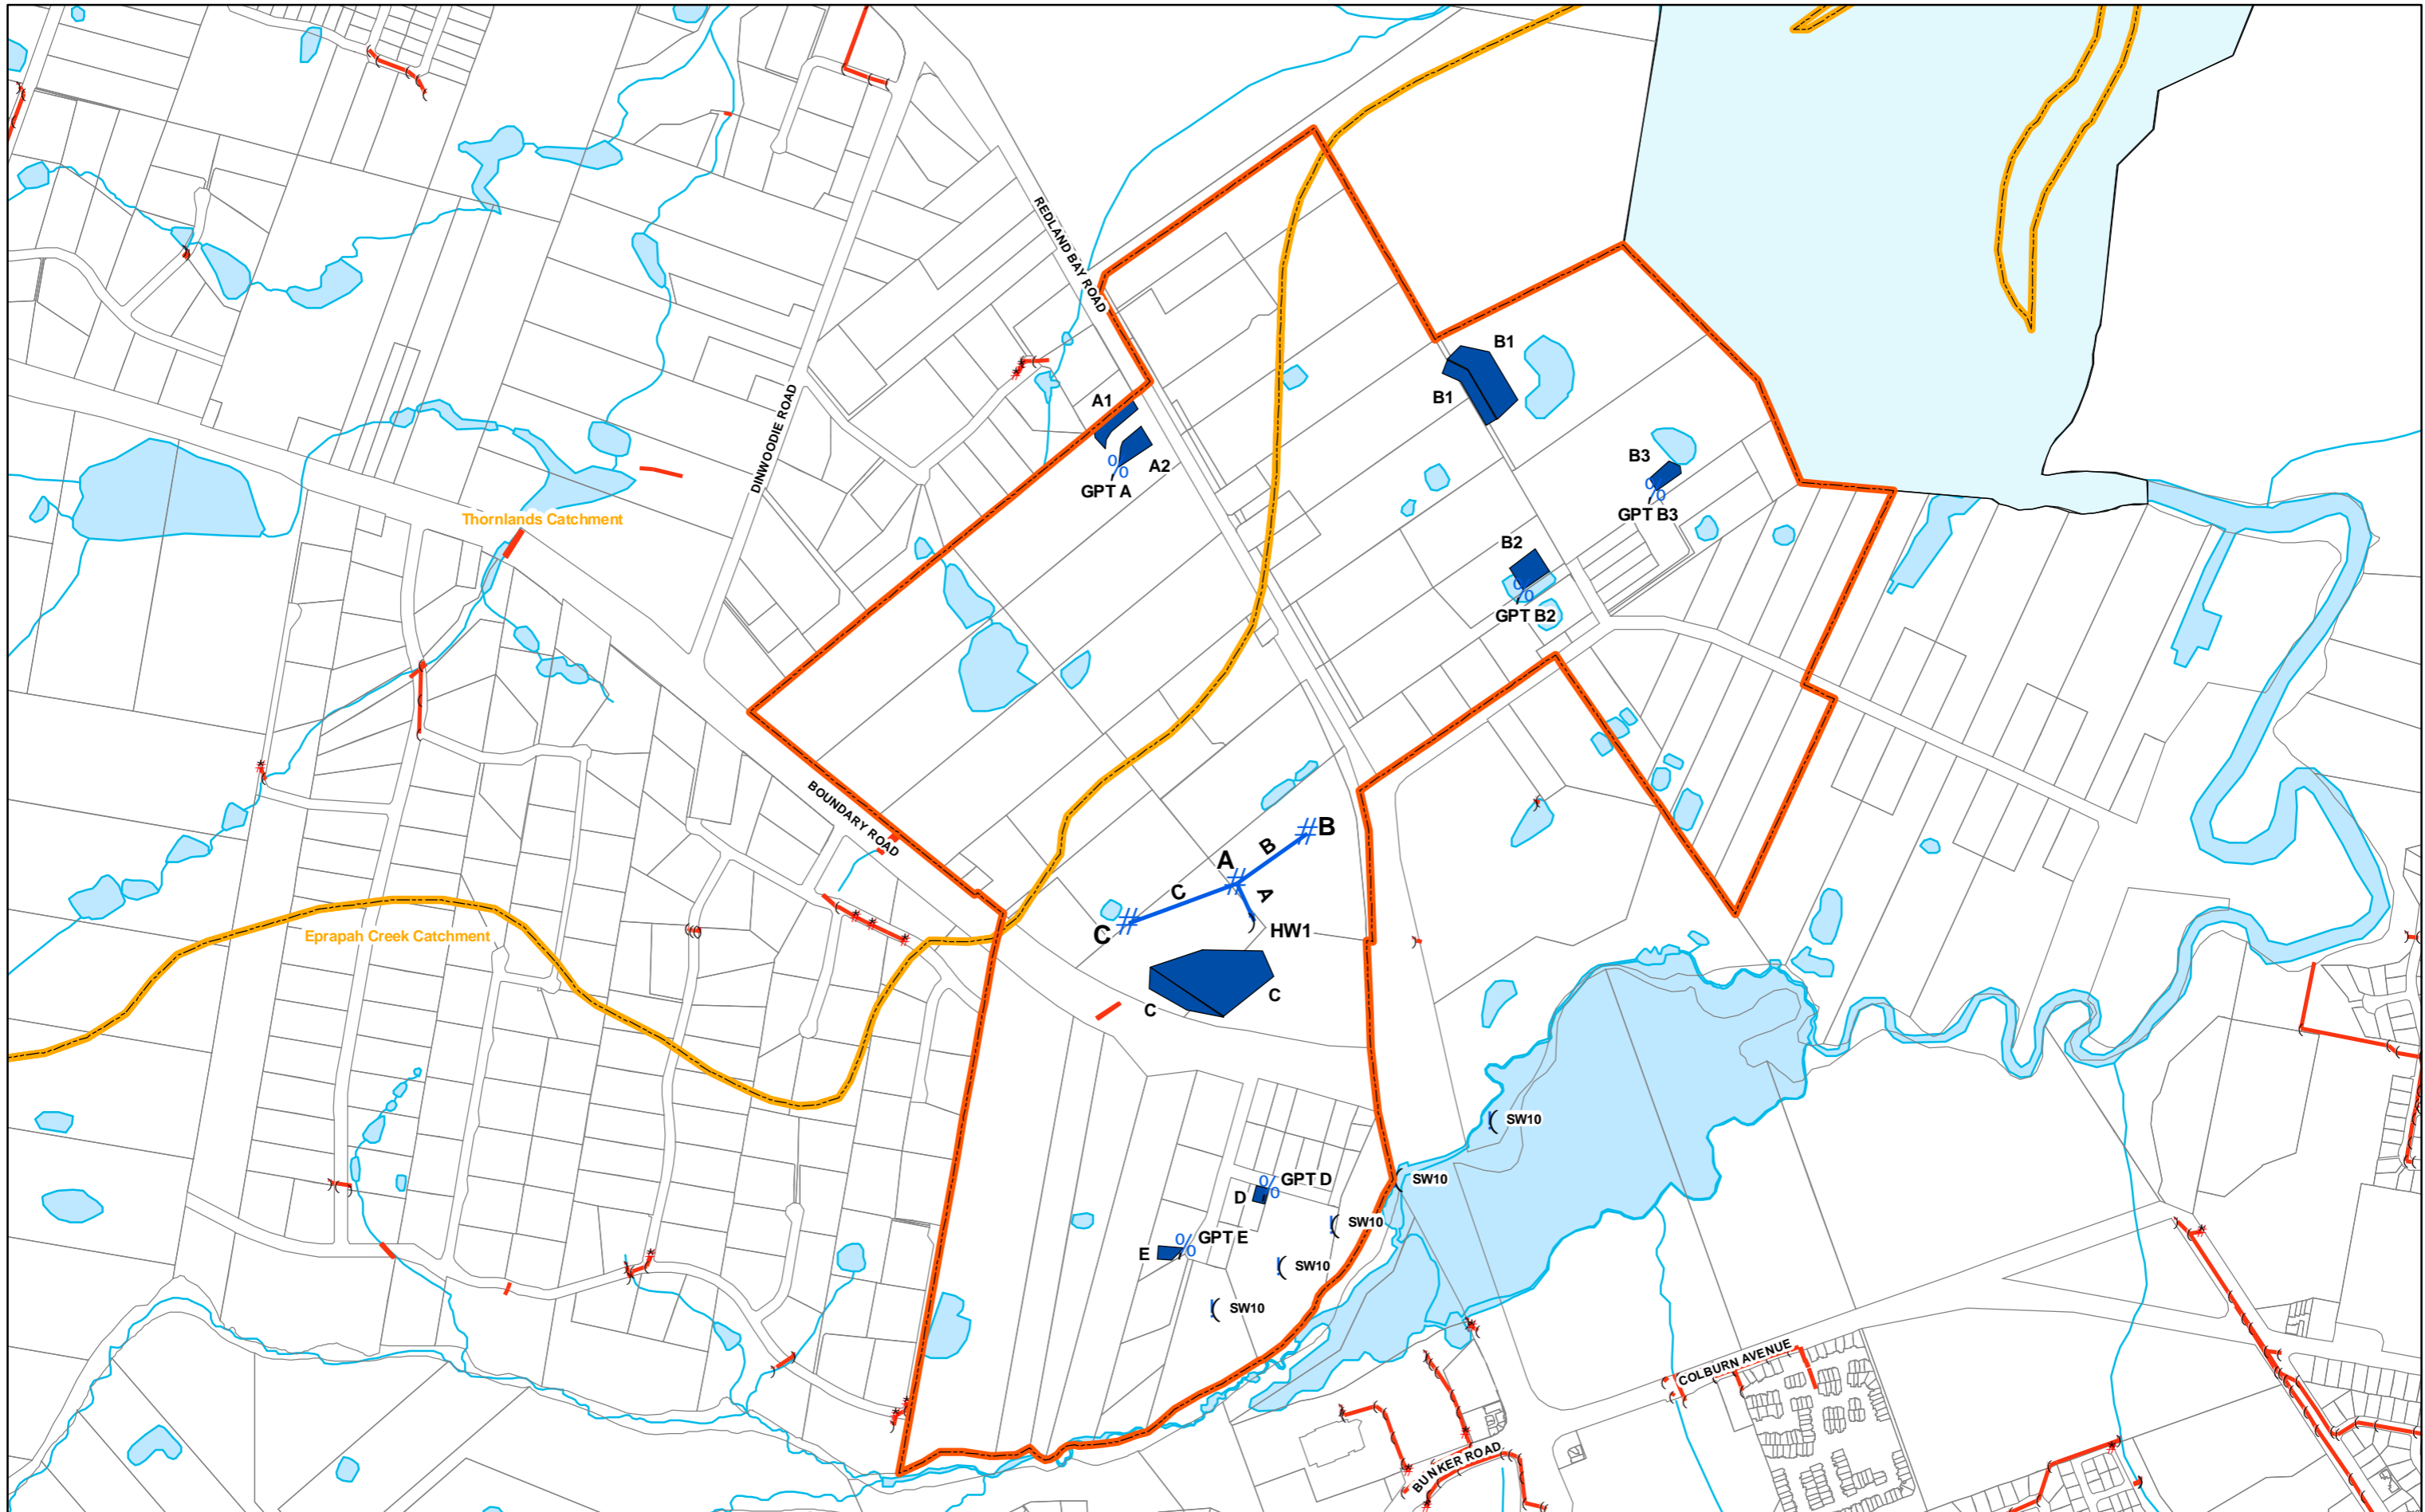 REDLAND BAY ROAD
B1
B1
DINWOODIE ROAD
A1
A2
GPT A
B3
GPT B3
Thornlands Catchment
B2
GPT B2
BOUNDARY ROAD
B
B
A
C
A
C
HW1
Eprapah Creek Catchment
C
C
SW10
GPT D
SW10
D
SW10
GPT E
E
SW10
SW10
COLBURN AVENUE
BUNKER ROAD